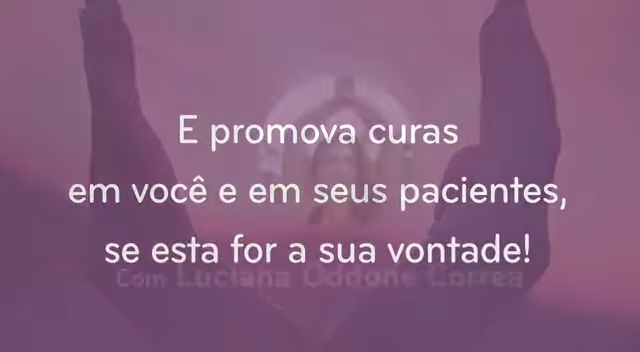 E promova curas
em você e em seus pacientes,
se esta for a sua vontade!
Com Luciana Oddone Correa